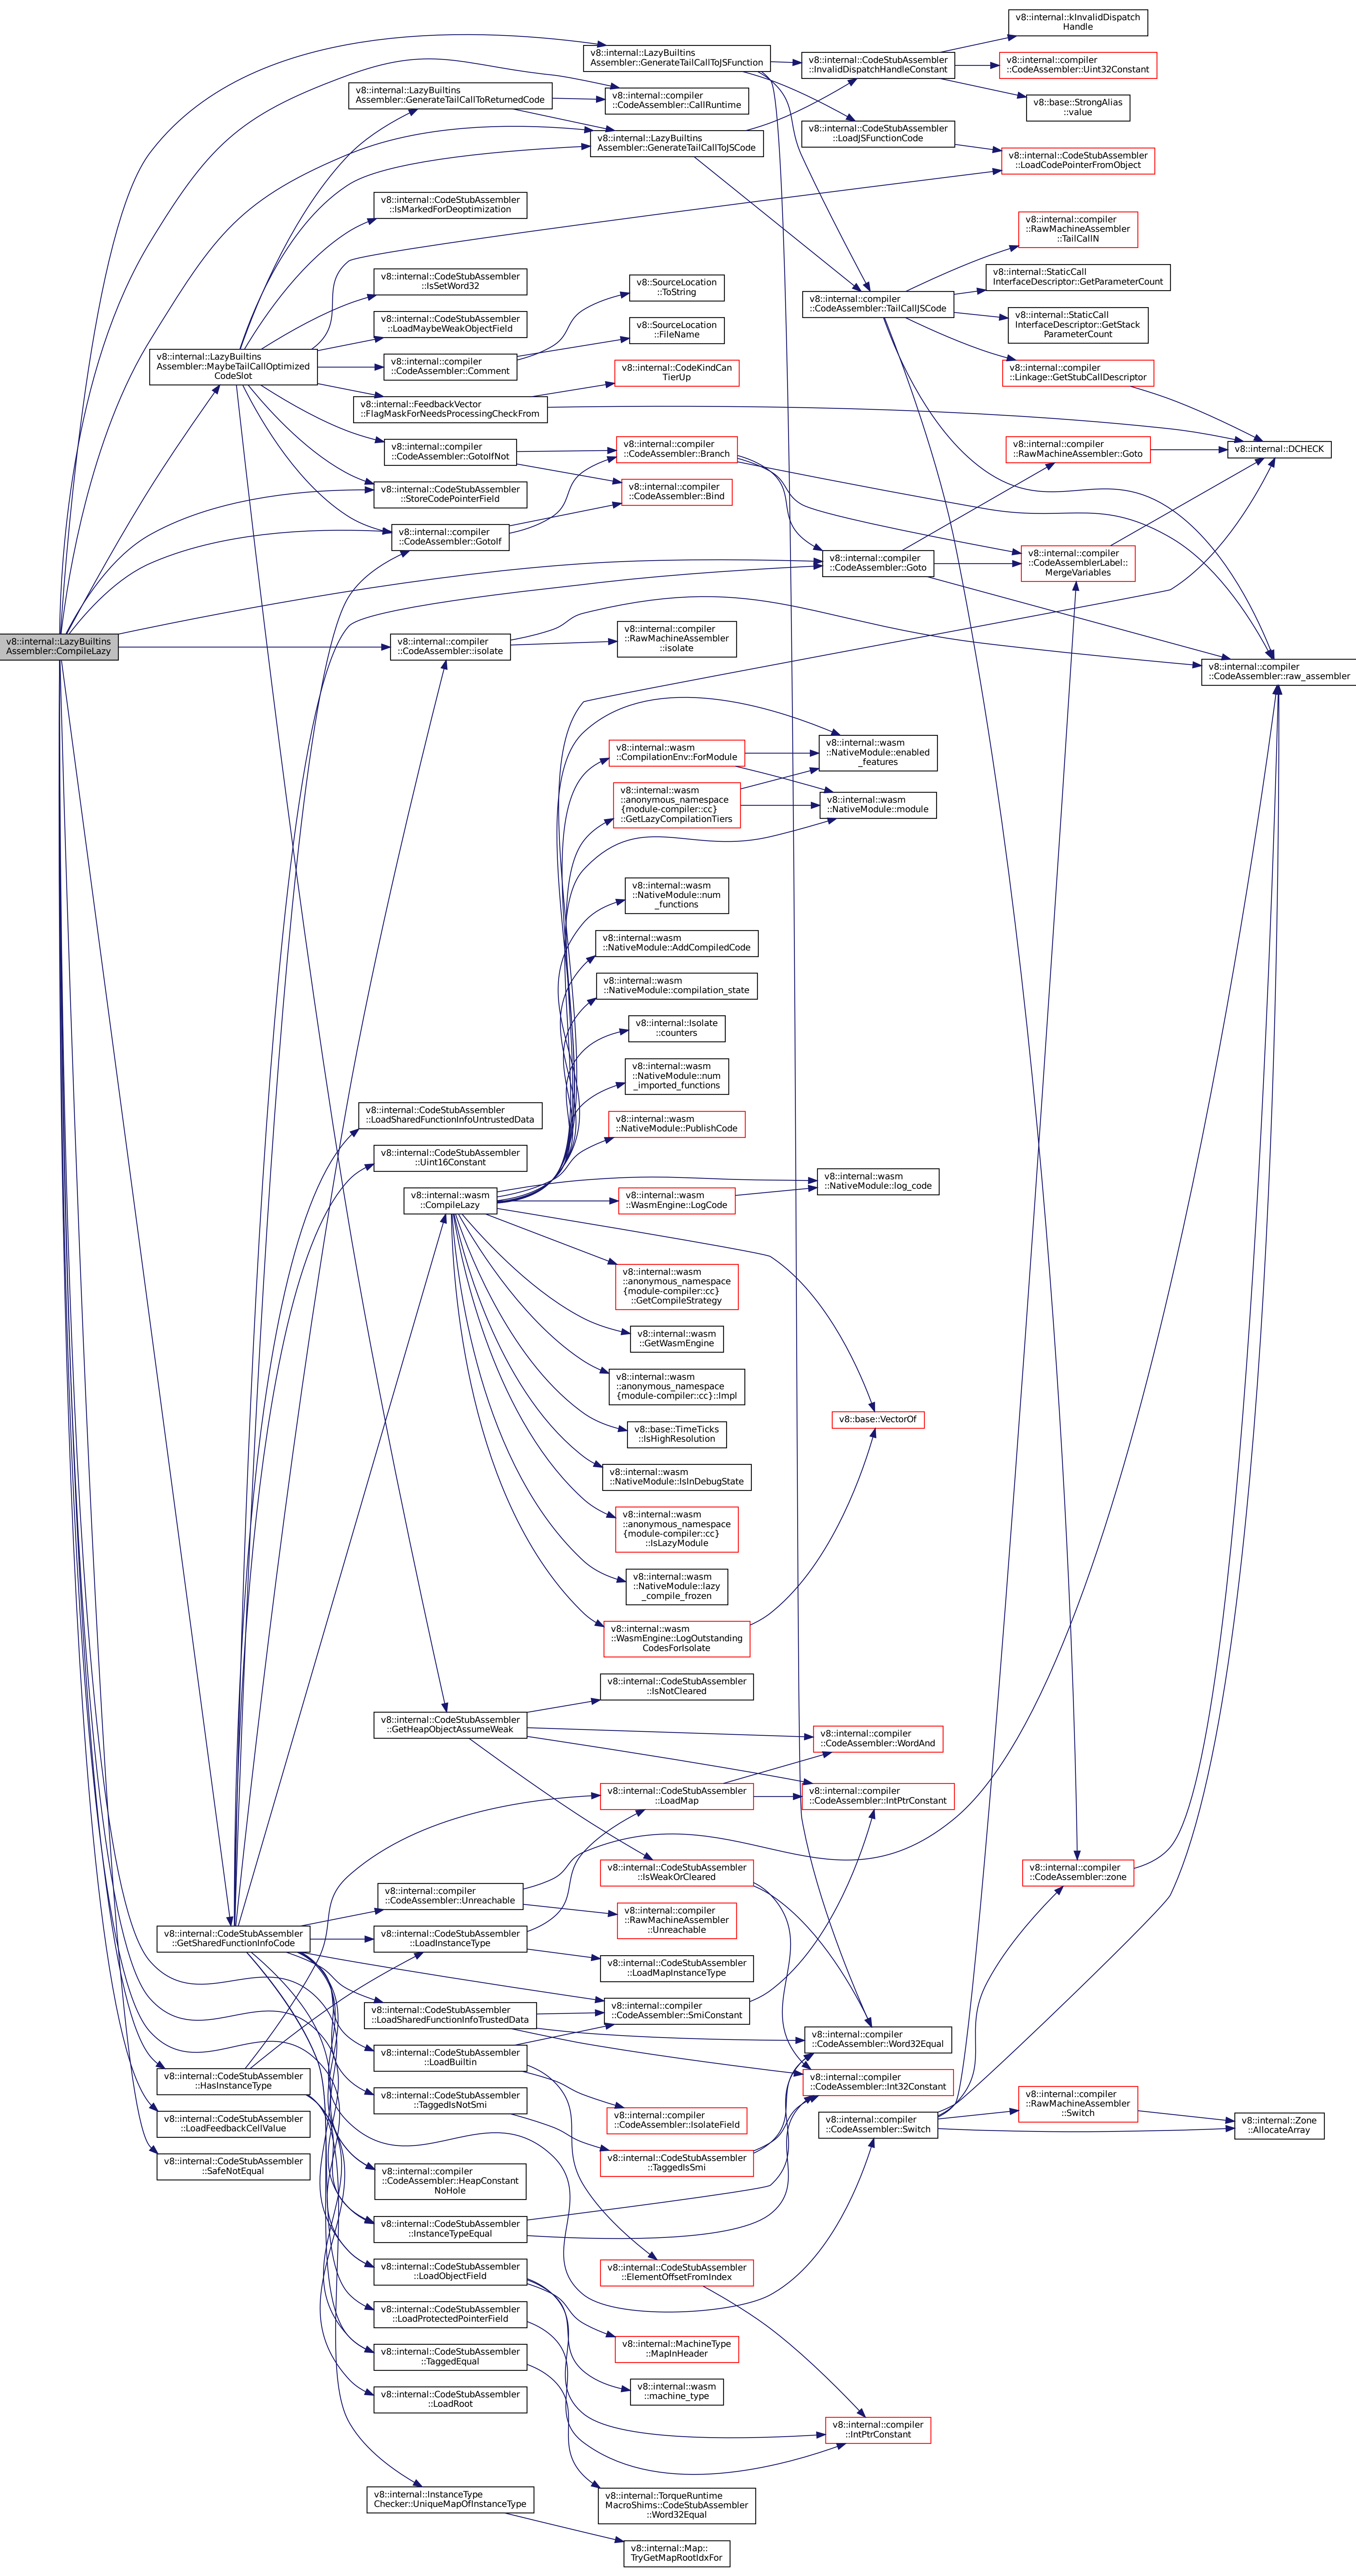 v8::internal::kInvalidDispatch
Handle
v8::internal::LazyBuiltins
Assembler::GenerateTailCallToJSFunction
v8::internal::CodeStubAssembler
::InvalidDispatchHandleConstant
v8::internal::compiler
::CodeAssembler::Uint32Constant
v8::internal::LazyBuiltins
Assembler::GenerateTailCallToReturnedCode
v8::internal::compiler
::CodeAssembler::CallRuntime
v8::base::StrongAlias
::value
v8::internal::LazyBuiltins
Assembler::GenerateTailCallToJSCode
v8::internal::CodeStubAssembler
::LoadJSFunctionCode
v8::internal::CodeStubAssembler
::LoadCodePointerFromObject
v8::internal::CodeStubAssembler
::IsMarkedForDeoptimization
v8::internal::compiler
::RawMachineAssembler
::TailCallN
v8::internal::CodeStubAssembler
::IsSetWord32
v8::SourceLocation
::ToString
v8::internal::StaticCall
InterfaceDescriptor::GetParameterCount
v8::internal::compiler
::CodeAssembler::TailCallJSCode
v8::internal::CodeStubAssembler
::LoadMaybeWeakObjectField
v8::SourceLocation
::FileName
v8::internal::StaticCall
InterfaceDescriptor::GetStack
ParameterCount
v8::internal::LazyBuiltins
Assembler::MaybeTailCallOptimized
CodeSlot
v8::internal::compiler
::CodeAssembler::Comment
v8::internal::CodeKindCan
TierUp
v8::internal::compiler
::Linkage::GetStubCallDescriptor
v8::internal::FeedbackVector
::FlagMaskForNeedsProcessingCheckFrom
v8::internal::compiler
::CodeAssembler::GotoIfNot
v8::internal::compiler
::CodeAssembler::Branch
v8::internal::compiler
::RawMachineAssembler::Goto
v8::internal::DCHECK
v8::internal::CodeStubAssembler
::StoreCodePointerField
v8::internal::compiler
::CodeAssembler::Bind
v8::internal::compiler
::CodeAssembler::GotoIf
v8::internal::compiler
::CodeAssembler::Goto
v8::internal::compiler
::CodeAssemblerLabel::
MergeVariables
v8::internal::LazyBuiltins
Assembler::CompileLazy
v8::internal::compiler
::CodeAssembler::isolate
v8::internal::compiler
::RawMachineAssembler
::isolate
v8::internal::compiler
::CodeAssembler::raw_assembler
v8::internal::wasm
::CompilationEnv::ForModule
v8::internal::wasm
::NativeModule::enabled
_features
v8::internal::wasm
::anonymous_namespace
{module-compiler::cc}
::GetLazyCompilationTiers
v8::internal::wasm
::NativeModule::module
v8::internal::wasm
::NativeModule::num
_functions
v8::internal::wasm
::NativeModule::AddCompiledCode
v8::internal::wasm
::NativeModule::compilation_state
v8::internal::Isolate
::counters
v8::internal::wasm
::NativeModule::num
_imported_functions
v8::internal::CodeStubAssembler
::LoadSharedFunctionInfoUntrustedData
v8::internal::wasm
::NativeModule::PublishCode
v8::internal::CodeStubAssembler
::Uint16Constant
v8::internal::wasm
::CompileLazy
v8::internal::wasm
::WasmEngine::LogCode
v8::internal::wasm
::NativeModule::log_code
v8::internal::wasm
::anonymous_namespace
{module-compiler::cc}
::GetCompileStrategy
v8::internal::wasm
::GetWasmEngine
v8::internal::wasm
::anonymous_namespace
{module-compiler::cc}::Impl
v8::base::TimeTicks
::IsHighResolution
v8::base::VectorOf
v8::internal::wasm
::NativeModule::IsInDebugState
v8::internal::wasm
::anonymous_namespace
{module-compiler::cc}
::IsLazyModule
v8::internal::wasm
::NativeModule::lazy
_compile_frozen
v8::internal::wasm
::WasmEngine::LogOutstanding
CodesForIsolate
v8::internal::CodeStubAssembler
::IsNotCleared
v8::internal::CodeStubAssembler
::GetHeapObjectAssumeWeak
v8::internal::compiler
::CodeAssembler::WordAnd
v8::internal::CodeStubAssembler
::LoadMap
v8::internal::compiler
::CodeAssembler::IntPtrConstant
v8::internal::CodeStubAssembler
::IsWeakOrCleared
v8::internal::compiler
::CodeAssembler::zone
v8::internal::compiler
::CodeAssembler::Unreachable
v8::internal::compiler
::RawMachineAssembler
::Unreachable
v8::internal::CodeStubAssembler
::GetSharedFunctionInfoCode
v8::internal::CodeStubAssembler
::LoadInstanceType
v8::internal::CodeStubAssembler
::LoadMapInstanceType
v8::internal::CodeStubAssembler
::LoadSharedFunctionInfoTrustedData
v8::internal::compiler
::CodeAssembler::SmiConstant
v8::internal::CodeStubAssembler
::LoadBuiltin
v8::internal::compiler
::CodeAssembler::Word32Equal
v8::internal::CodeStubAssembler
::HasInstanceType
v8::internal::CodeStubAssembler
::TaggedIsNotSmi
v8::internal::compiler
::CodeAssembler::IsolateField
v8::internal::compiler
::CodeAssembler::Int32Constant
v8::internal::compiler
::CodeAssembler::Switch
v8::internal::compiler
::RawMachineAssembler
::Switch
v8::internal::Zone
::AllocateArray
v8::internal::CodeStubAssembler
::LoadFeedbackCellValue
v8::internal::CodeStubAssembler
::SafeNotEqual
v8::internal::CodeStubAssembler
::TaggedIsSmi
v8::internal::compiler
::CodeAssembler::HeapConstant
NoHole
v8::internal::CodeStubAssembler
::InstanceTypeEqual
v8::internal::CodeStubAssembler
::LoadObjectField
v8::internal::CodeStubAssembler
::ElementOffsetFromIndex
v8::internal::CodeStubAssembler
::LoadProtectedPointerField
v8::internal::MachineType
::MapInHeader
v8::internal::CodeStubAssembler
::TaggedEqual
v8::internal::wasm
::machine_type
v8::internal::CodeStubAssembler
::LoadRoot
v8::internal::compiler
::IntPtrConstant
v8::internal::InstanceType
Checker::UniqueMapOfInstanceType
v8::internal::TorqueRuntime
MacroShims::CodeStubAssembler
::Word32Equal
v8::internal::Map::
TryGetMapRootIdxFor